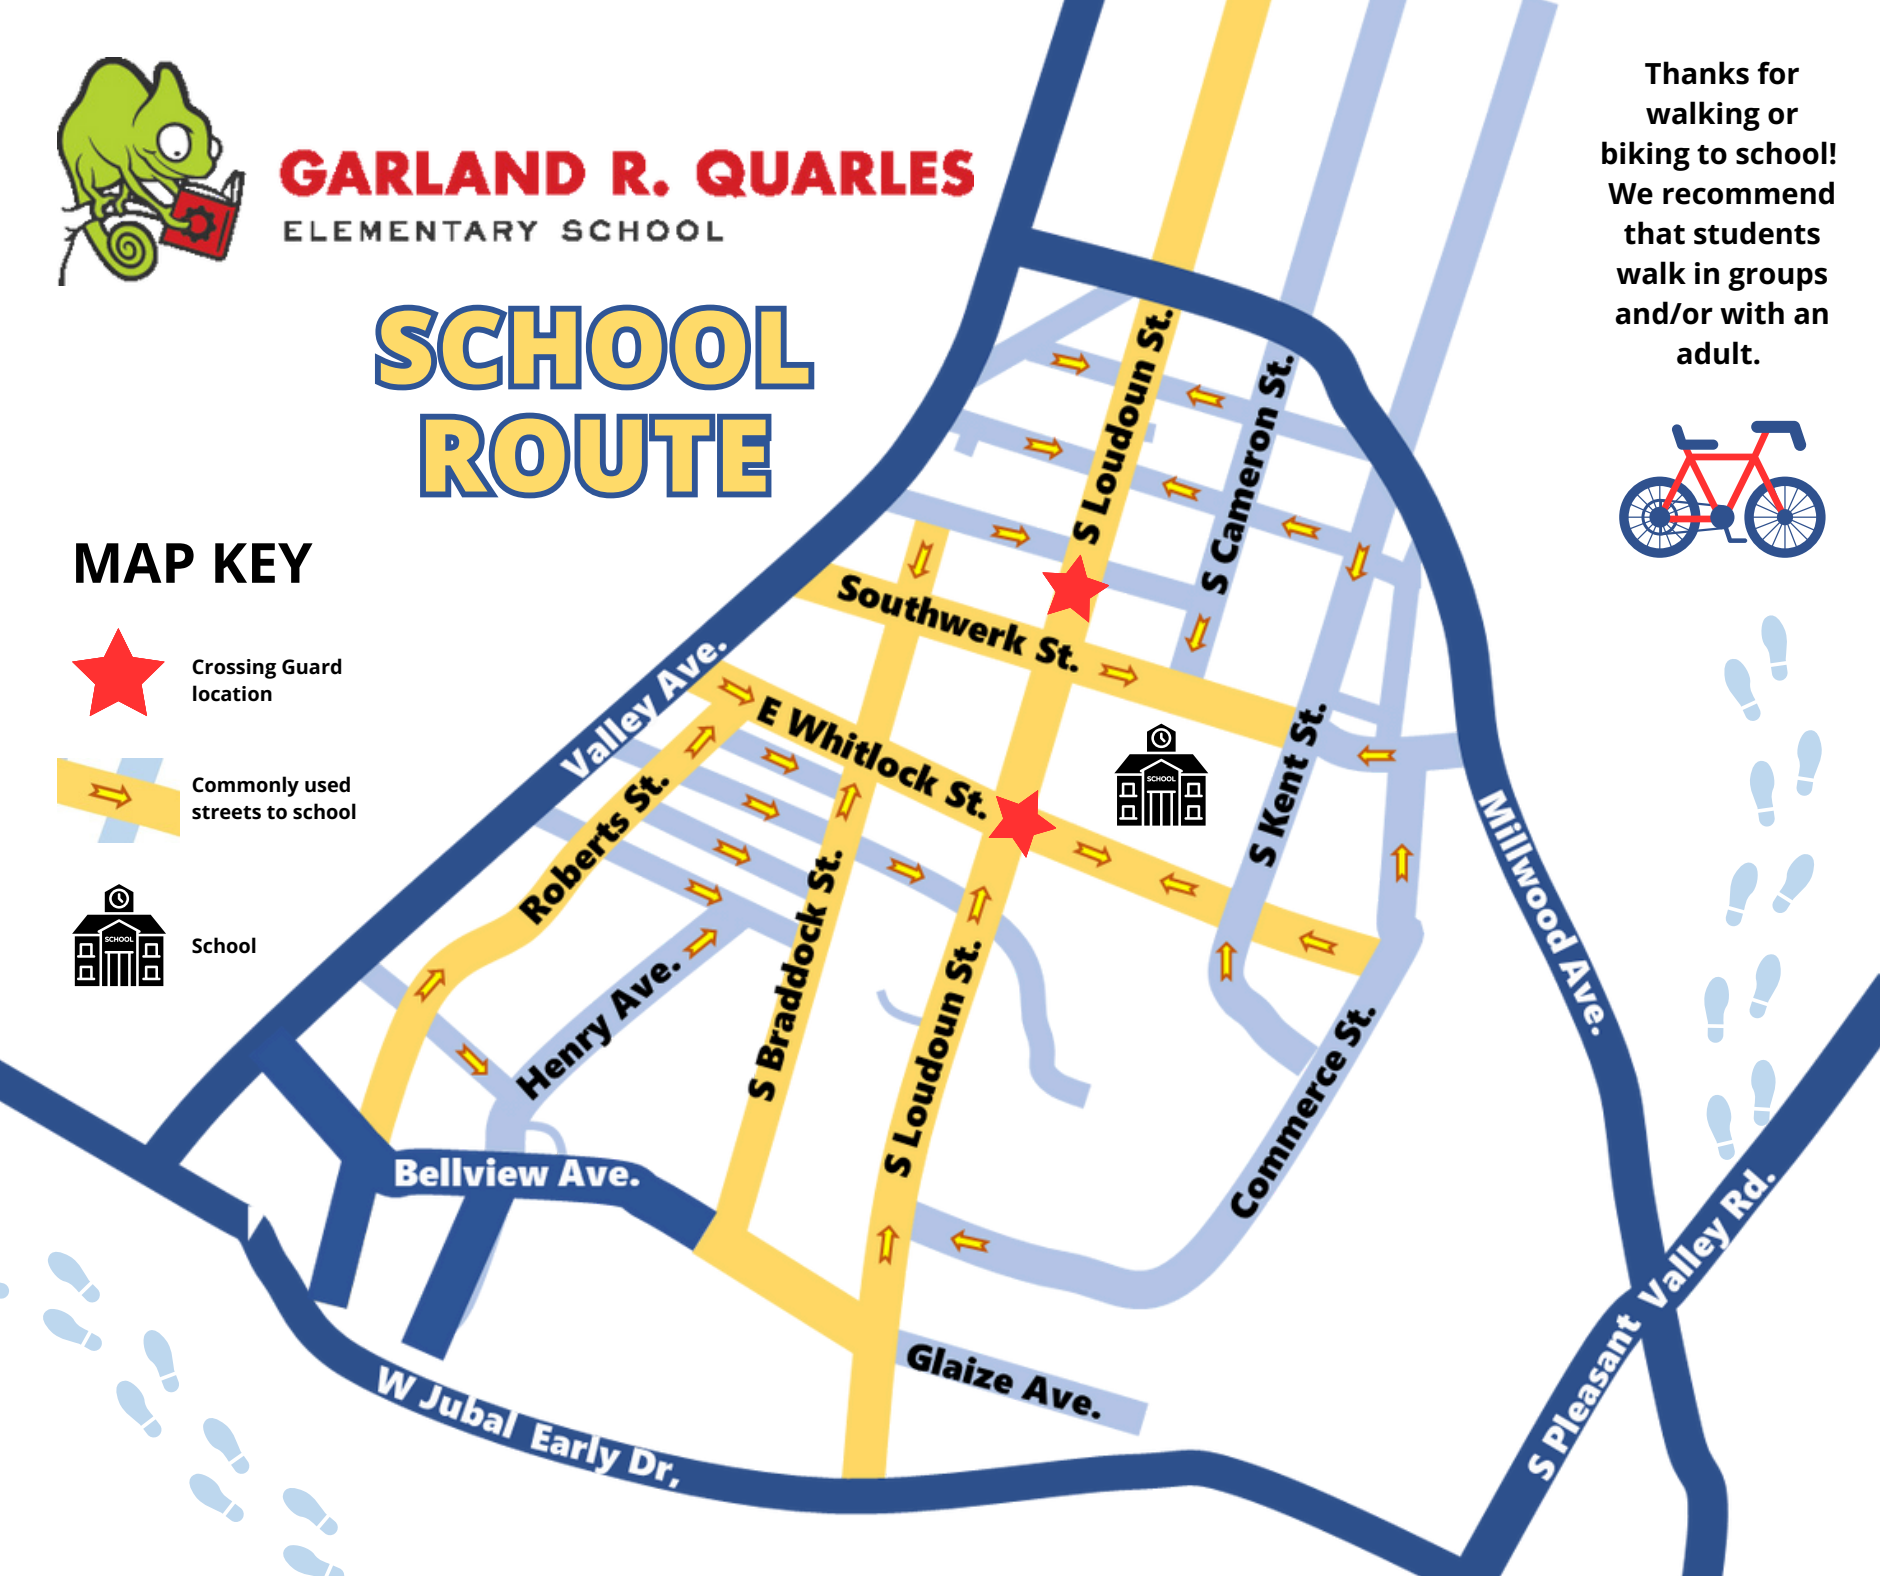 GARLAND R. QUARLES
ELEMENTARY SCHOOL
SCHOOL
ROUTE
Thanks for
walking or
biking to school!
We recommend
that students
walk in groups
and/or with an
adult.
MAP KEY
Crossing Guard
location
Commonly used
streets to school
SCHOOL
School
S Loudoun St.
S Cameron St.
Southwerk St.
Valley Ave.
E Whitlock St.
SCHOOL
S Kent St.
Roberts St.
Millwood Ave.
S Braddock St.
Henry Ave.
S Loudoun St.
Commerce St.
Bellview Ave.
S Pleasant Valley Rd.
Glaize Ave.
W Jubal Early Dr,